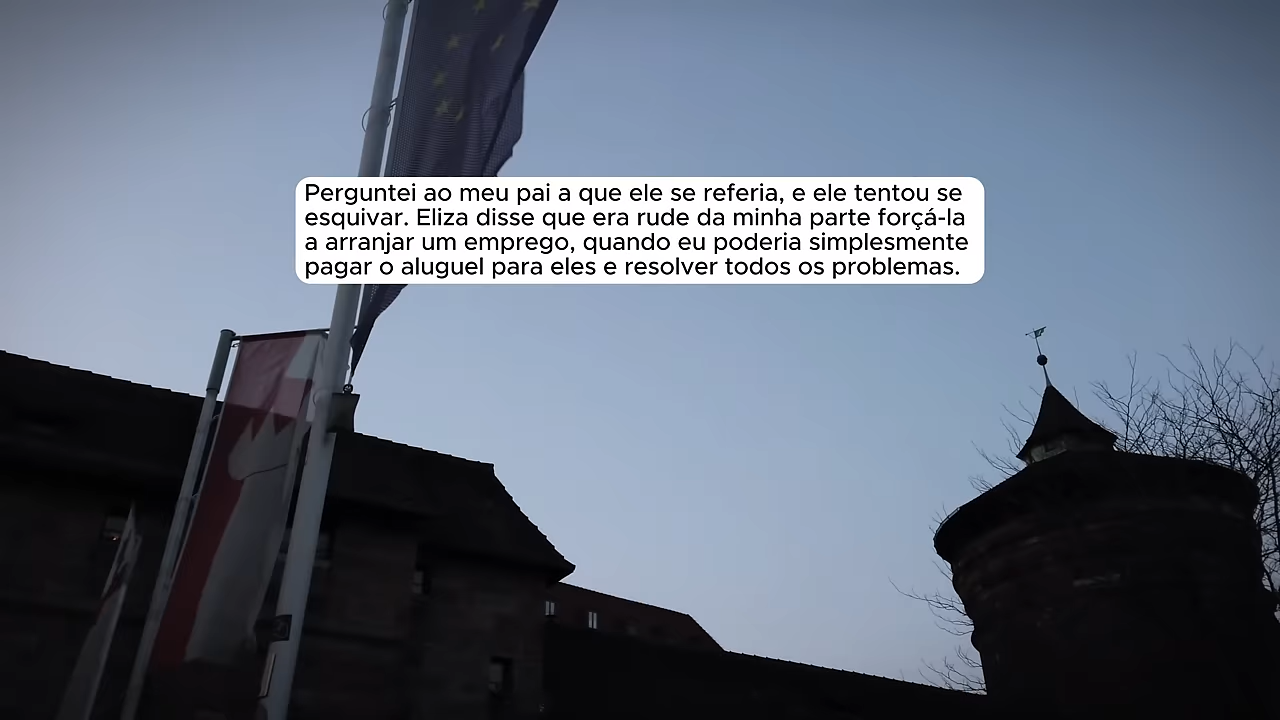 Perguntei ao meu pai a que ele se referia, e ele tentou se
esquivar. Eliza disse que era rude da minha parte forçá-la
a arranjar um emprego, quando eu poderia simplesmente
pagar o aluguel para eles e resolver todos os problemas.